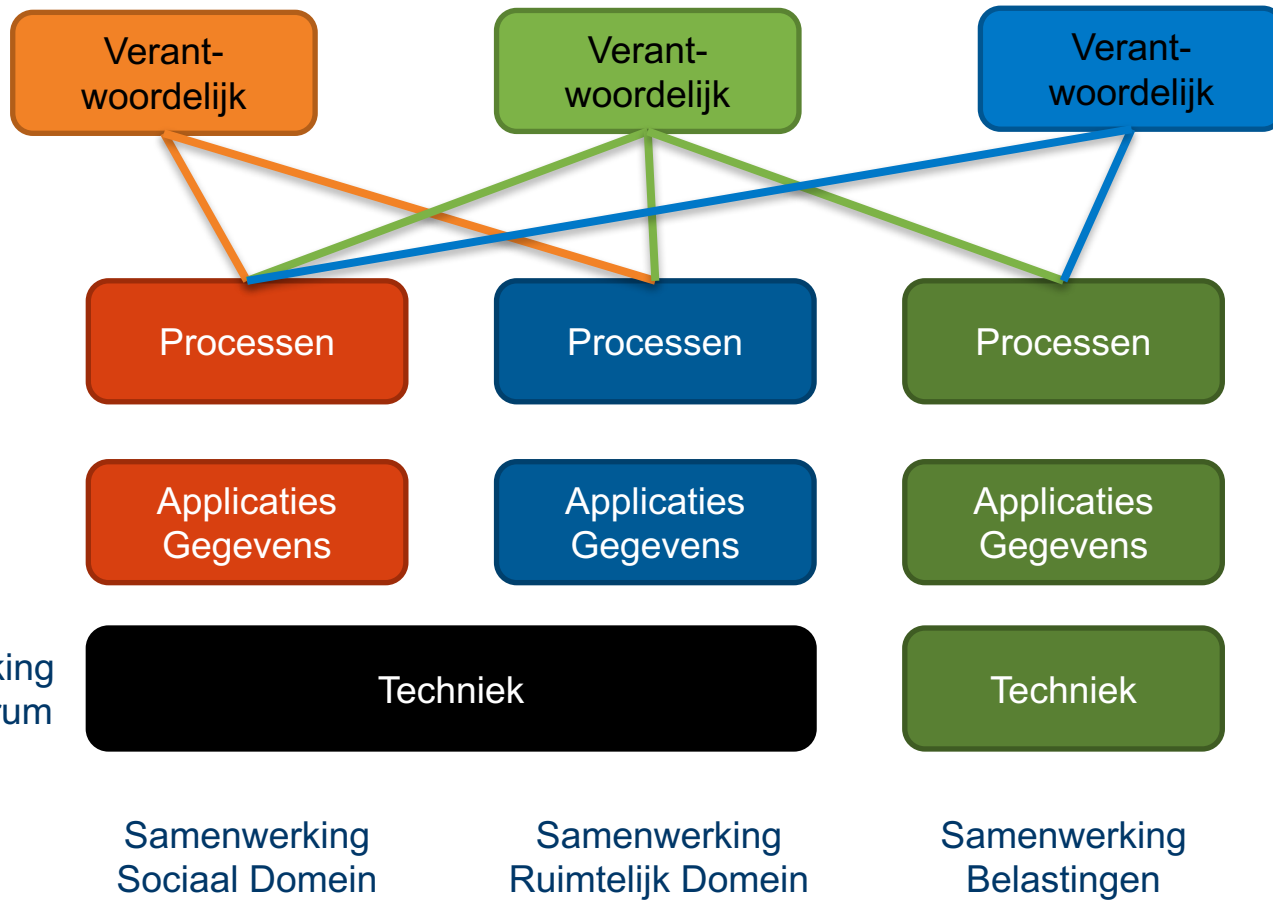 Verant-
woordelijk
Verant-
woordelijk
Verant-
woordelijk
Processen
Processen
Processen
Applicaties
Gegevens
Applicaties
Gegevens
Applicaties
Gegevens
Techniek
Techniek
Samenwerking
Sociaal Domein
Samenwerking
Ruimtelijk Domein
Samenwerking
Belastingen